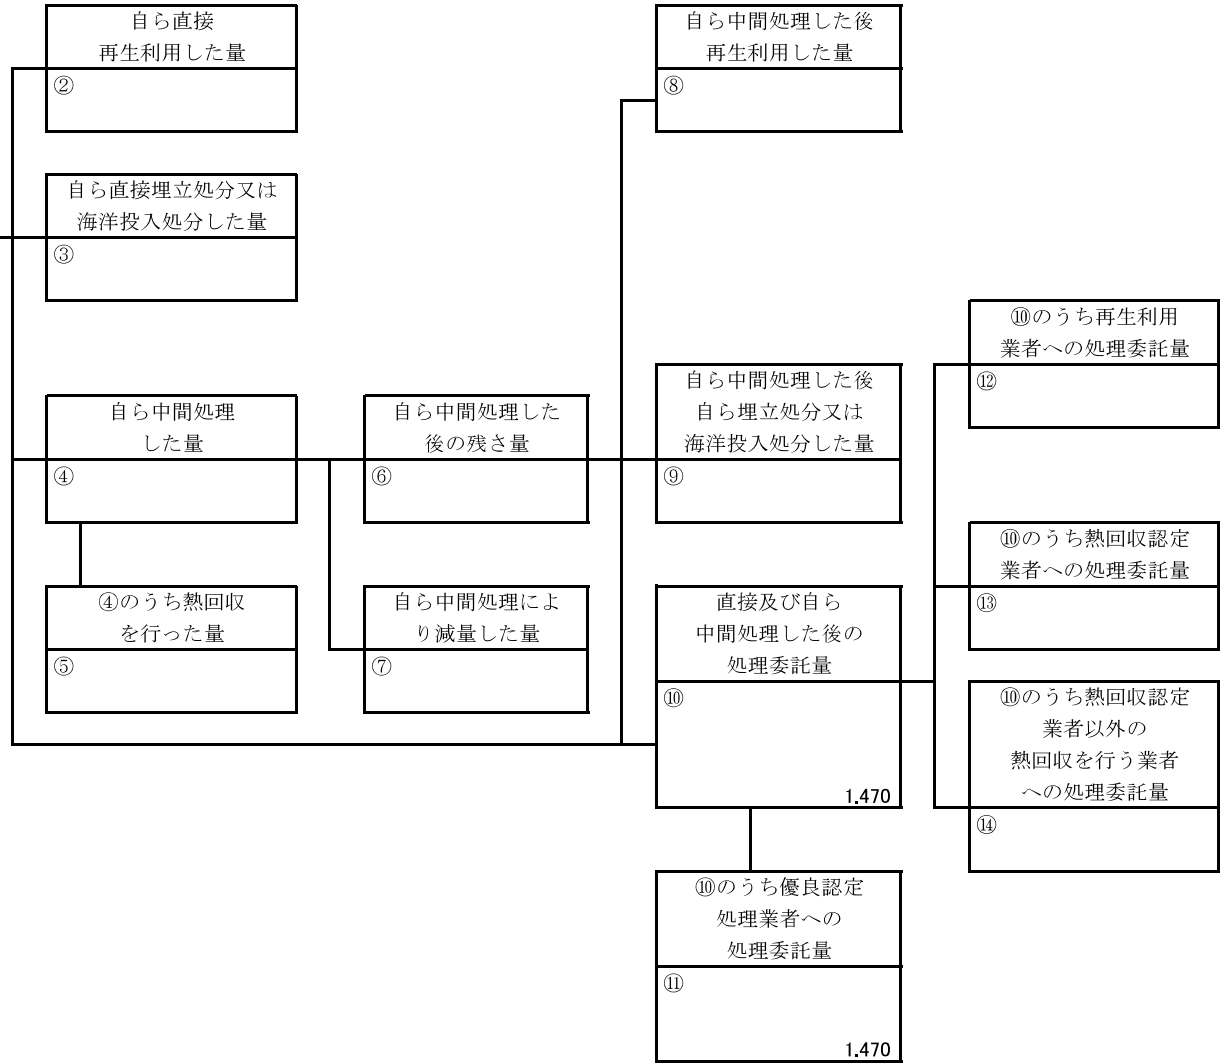 自ら直接
再生利用した量
②
自ら中間処理した後
再生利用した量
⑧
自ら直接埋立処分又は
海洋投入処分した量
③
⑩のうち再生利用
業者への処理委託量
⑫
自ら中間処理
した量
④
自ら中間処理した
後の残さ量
⑥
自ら中間処理した後
自ら埋立処分又は
海洋投入処分した量
⑨
⑩のうち熱回収認定
業者への処理委託量
⑬
④のうち熱回収
を行った量
⑤
自ら中間処理によ
り減量した量
⑦
直接及び自ら
中間処理した後の
処理委託量
⑩
1.470
⑩のうち熱回収認定
業者以外の
熱回収を行う業者
への処理委託量
⑭
⑩のうち優良認定
処理業者への
処理委託量
⑪
1.470